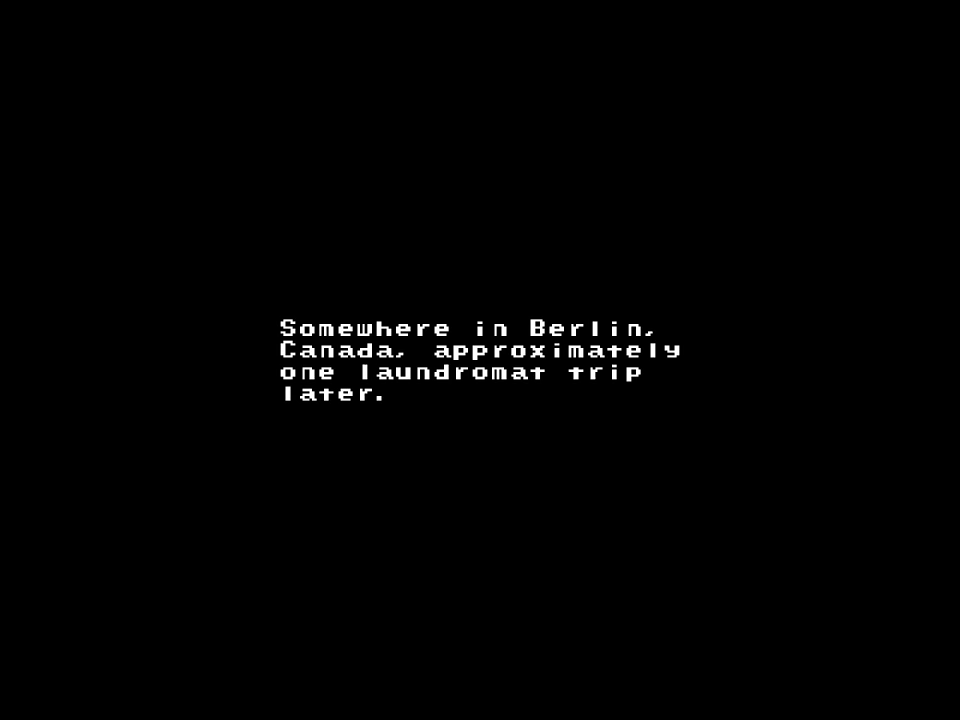 Somewhere in Berlin,
Canada, approximately
one laundromat trip
later.